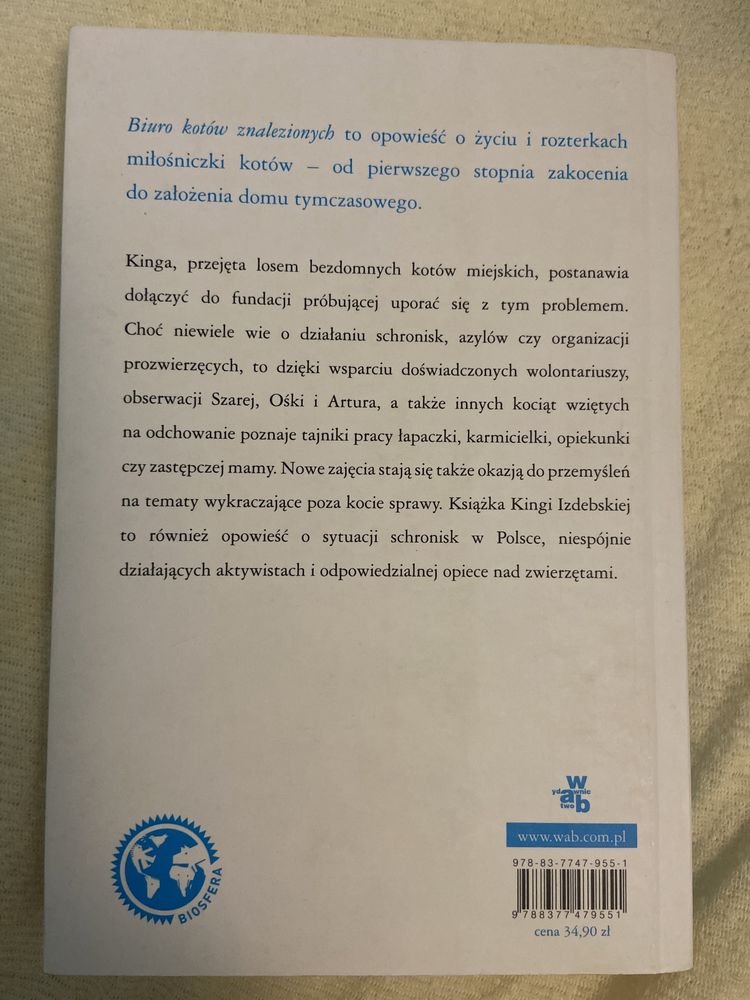 Biuro kotów znalezionych to opowieść o życiu i rozterkach
miłośniczki kotów – od pierwszego stopnia zakocenia
do założenia domu tymczasowego.
Kinga, przejęta losem bezdomnych kotów miejskich, postanawia
dołączyć do fundacji próbującej uporać się z tym problemem.
Choć niewiele wie o działaniu schronisk, azylów czy organizacji
prozwierzęcych, to dzięki wsparciu doświadczonych wolontariuszy,
obserwacji Szarej, Ośki i Artura, a także innych kociąt wziętych
na odchowanie poznaje tajniki pracy łapaczki, karmicielki, opiekunki
czy zastępczej mamy. Nowe zajęcia stają się także okazją do przemyśleń
na tematy wykraczające poza kocie sprawy. Książka Kingi Izdebskiej
to również opowieść o sytuacji schronisk w Polsce, niespójnie
działających aktywistach i odpowiedzialnej opiece nad zwierzętami.
BIOSFERA
w
yda wnic
two b
www.wab.com.pl
978-83-7747-955-1
9 788377 479551
cena 34,90 zł